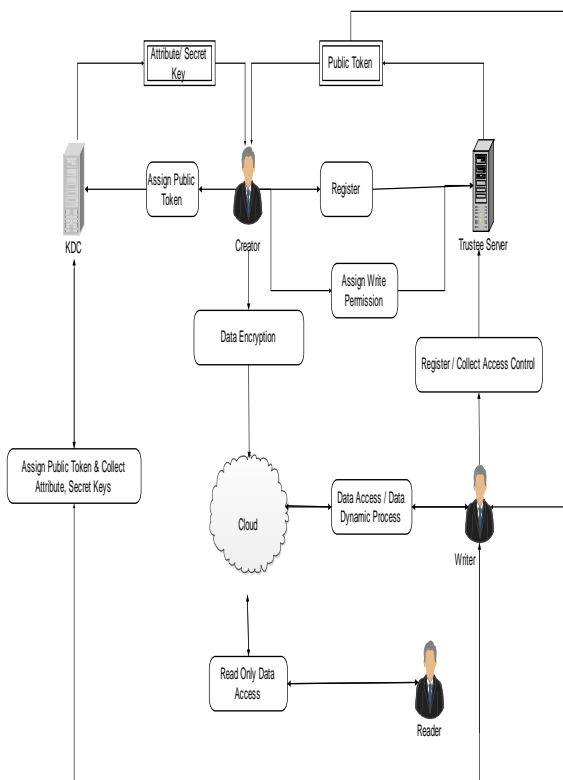 Attribute/ Secret
Key
Public Token
KDC
Assign Public
Token
Creator
Register
Trustee Server
Assign Write
Permission
Data Encryption
Register / Collect Access Control
Assign Public Token & Collect
Attribute, Secret Keys
Cloud
Data Access / Data
Dynamic Process
Writer
Read Only Data
Access
Reader